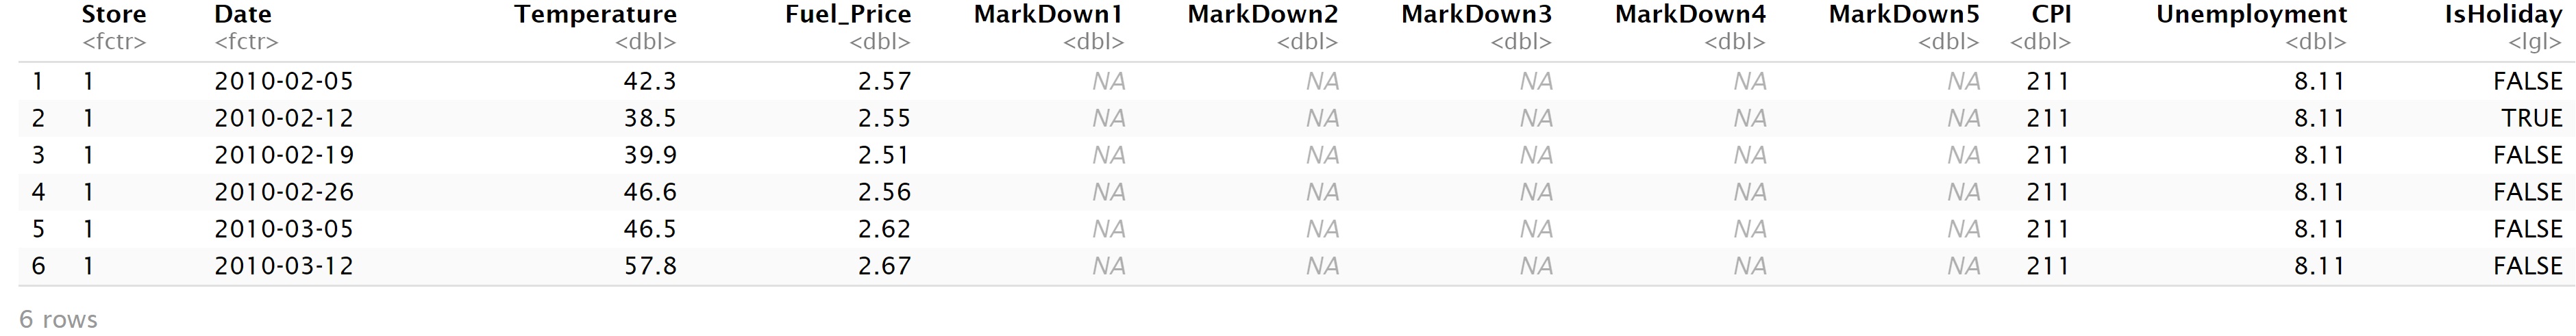 Store Date Temperature Fuel_Price MarkDown1 MarkDown2 MarkDown3 MarkDown4 MarkDown5 CPI Unemployment IsHoliday
<fctr> <fctr> <dbl> <dbl> <dbl> <dbl> <dbl> <dbl> <dbl> <dbl> <dbl> <lgl>
1 1 2010-02-05 42.3 2.57 NA NA NA NA NA 211 8.11 FALSE
2 1 2010-02-12 38.5 2.55 NA NA NA NA NA 211 8.11 TRUE
3 1 2010-02-19 39.9 2.51 NA NA NA NA NA 211 8.11 FALSE
4 1 2010-02-26 46.6 2.56 NA NA NA NA NA 211 8.11 FALSE
5 1 2010-03-05 46.5 2.62 NA NA NA NA NA 211 8.11 FALSE
6 1 2010-03-12 57.8 2.67 NA NA NA NA NA 211 8.11 FALSE
6 rows